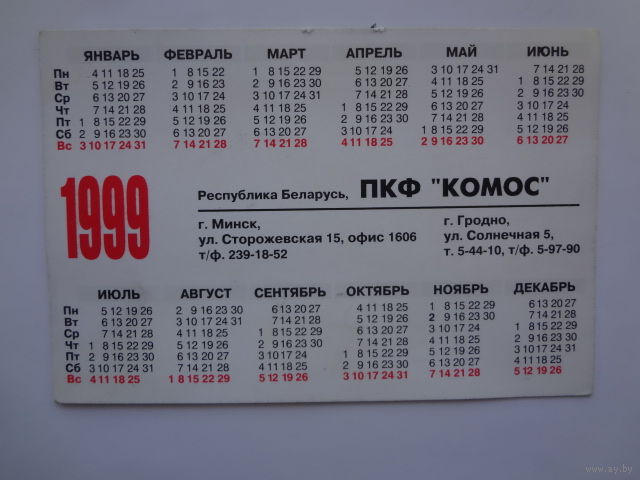 ЯНВАРЬ ФЕВРАЛЬ МАРТ АПРЕЛЬ МАЙ ИЮНЬ
Пн 4 11 18 25 1 8 15 22 1 8 15 22 29 5 12 19 26 3 10 17 24 31 7 14 21 28
Вт 5 12 19 26 2 9 16 23 2 9 16 23 30 6 13 20 27 4 11 18 25 1 8 15 22 29
Ср 6 13 20 27 3 10 17 24 3 10 17 24 31 7 14 21 28 5 12 19 26 2 9 16 23 30
Чт 7 14 21 28 4 11 18 25 4 11 18 25 1 8 15 22 29 6 13 20 27 3 10 17 24
Пт 1 8 15 22 29 5 12 19 26 5 12 19 26 2 9 16 23 30 7 14 21 28 4 11 18 25
Сб 2 9 16 23 30 6 13 20 27 6 13 20 27 3 10 17 24 1 8 15 22 29 5 12 19 26
Вс 3 10 17 24 31 7 14 21 28 7 14 21 28 4 11 18 25 2 9 16 23 30 6 13 20 27
1999
Республика Беларусь, ПКФ "КОМОС"
г. Минск,
ул. Сторожевская 15, офис 1606
т/ф. 239-18-52
г. Гродно,
ул. Солнечная 5,
т. 5-44-10, т/ф. 5-97-90
ИЮЛЬ АВГУСТ СЕНТЯБРЬ ОКТЯБРЬ НОЯБРЬ ДЕКАБРЬ
Пн 5 12 19 26 2 9 16 23 30 6 13 20 27 4 11 18 25 1 8 15 22 29 6 13 20 27
Вт 6 13 20 27 3 10 17 24 31 7 14 21 28 5 12 19 26 2 9 16 23 30 7 14 21 28
Ср 7 14 21 28 4 11 18 25 1 8 15 22 29 6 13 20 27 3 10 17 24 1 8 15 22 29
Чт 1 8 15 22 29 5 12 19 26 2 9 16 23 30 7 14 21 28 4 11 18 25 2 9 16 23 30
Пт 2 9 16 23 30 6 13 20 27 3 10 17 24 1 8 15 22 29 5 12 19 26 3 10 17 24 31
Сб 3 10 17 24 31 7 14 21 28 4 11 18 25 2 9 16 23 30 6 13 20 27 4 11 18 25
Вс 4 11 18 25 1 8 15 22 29 5 12 19 26 3 10 17 24 31 7 14 21 28 5 12 19 26
www.ay.by